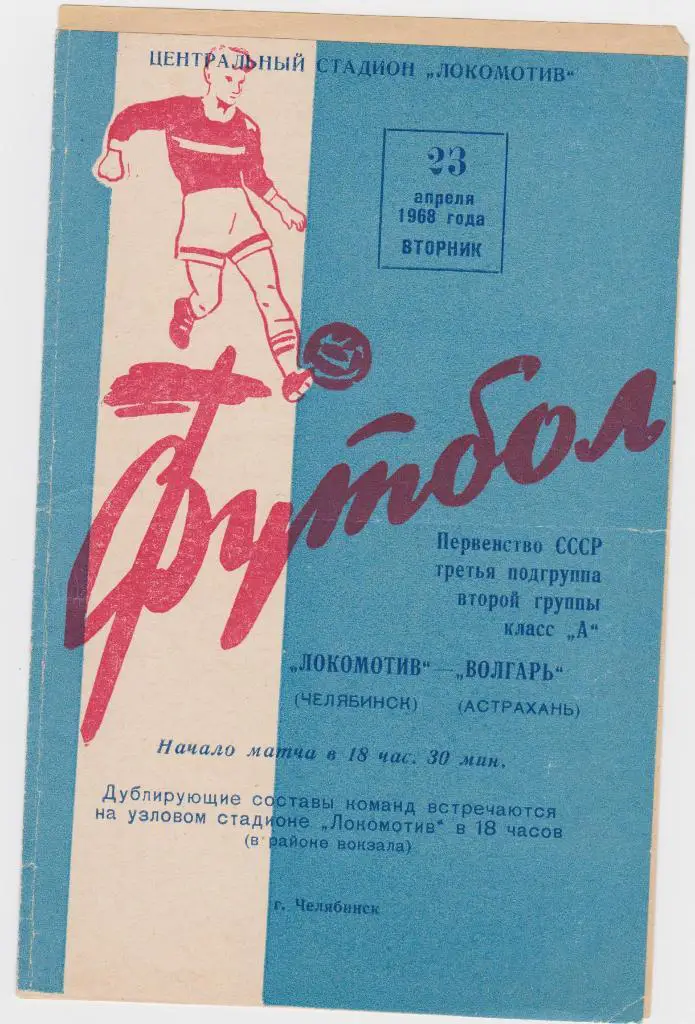 ЦЕНТРАЛЬНЫЙ СТАДИОН „ЛОКОМОТИВ“
23
апреля
1968 года
ВТОРНИК
Футбол
Первенство СССР
третья подгруппа
второй группы
класс „А“
„ЛОКОМОТИВ“ — „ВОЛГАРЬ“
(ЧЕЛЯБИНСК) (АСТРАХАНЬ)
Начало матча в 18 час. 30 мин.
Дублирующие составы команд встречаются
на узловом стадионе „Локомотив“ в 18 часов
(в районе вокзала)
г. Челябинск